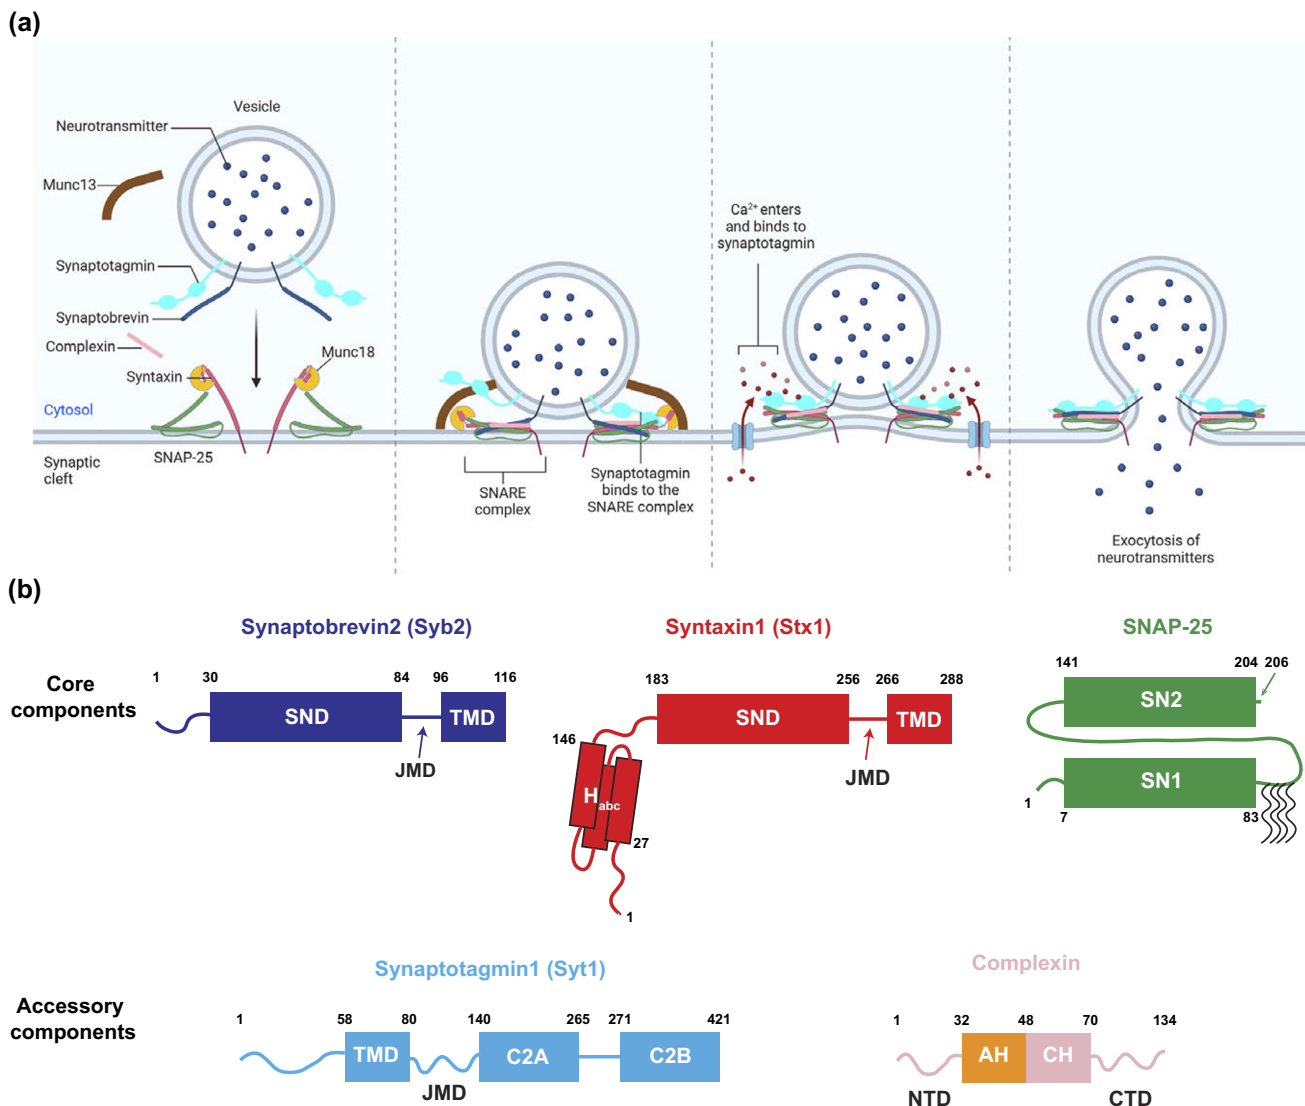 (a)
Vesicle
Neurotransmitter
Munc13
Synaptotagmin
Synaptobrevin
Complexin
Syntaxin
Munc18
Cytosol
SNAP-25
Synaptic
cleft
SNARE
complex
Synaptotagmin
binds to the
SNARE complex
Ca²⁺ enters
and binds to
synaptotagmin
Exocytosis of
neurotransmitters
(b)
Core
components
Synaptobrevin2 (Syb2)
1 30 84 96 116
SND TMD
JMD
Syntaxin1 (Stx1)
183 256 266 288
SND TMD
JMD
146
Habc
27
1
SNAP-25
141 204 206
SN2
SN1
1
7 83
Accessory
components
Synaptotagmin1 (Syt1)
1 58 80 140 265 271 421
TMD C2A C2B
JMD
Complexin
1 32 48 70 134
AH CH
NTD CTD